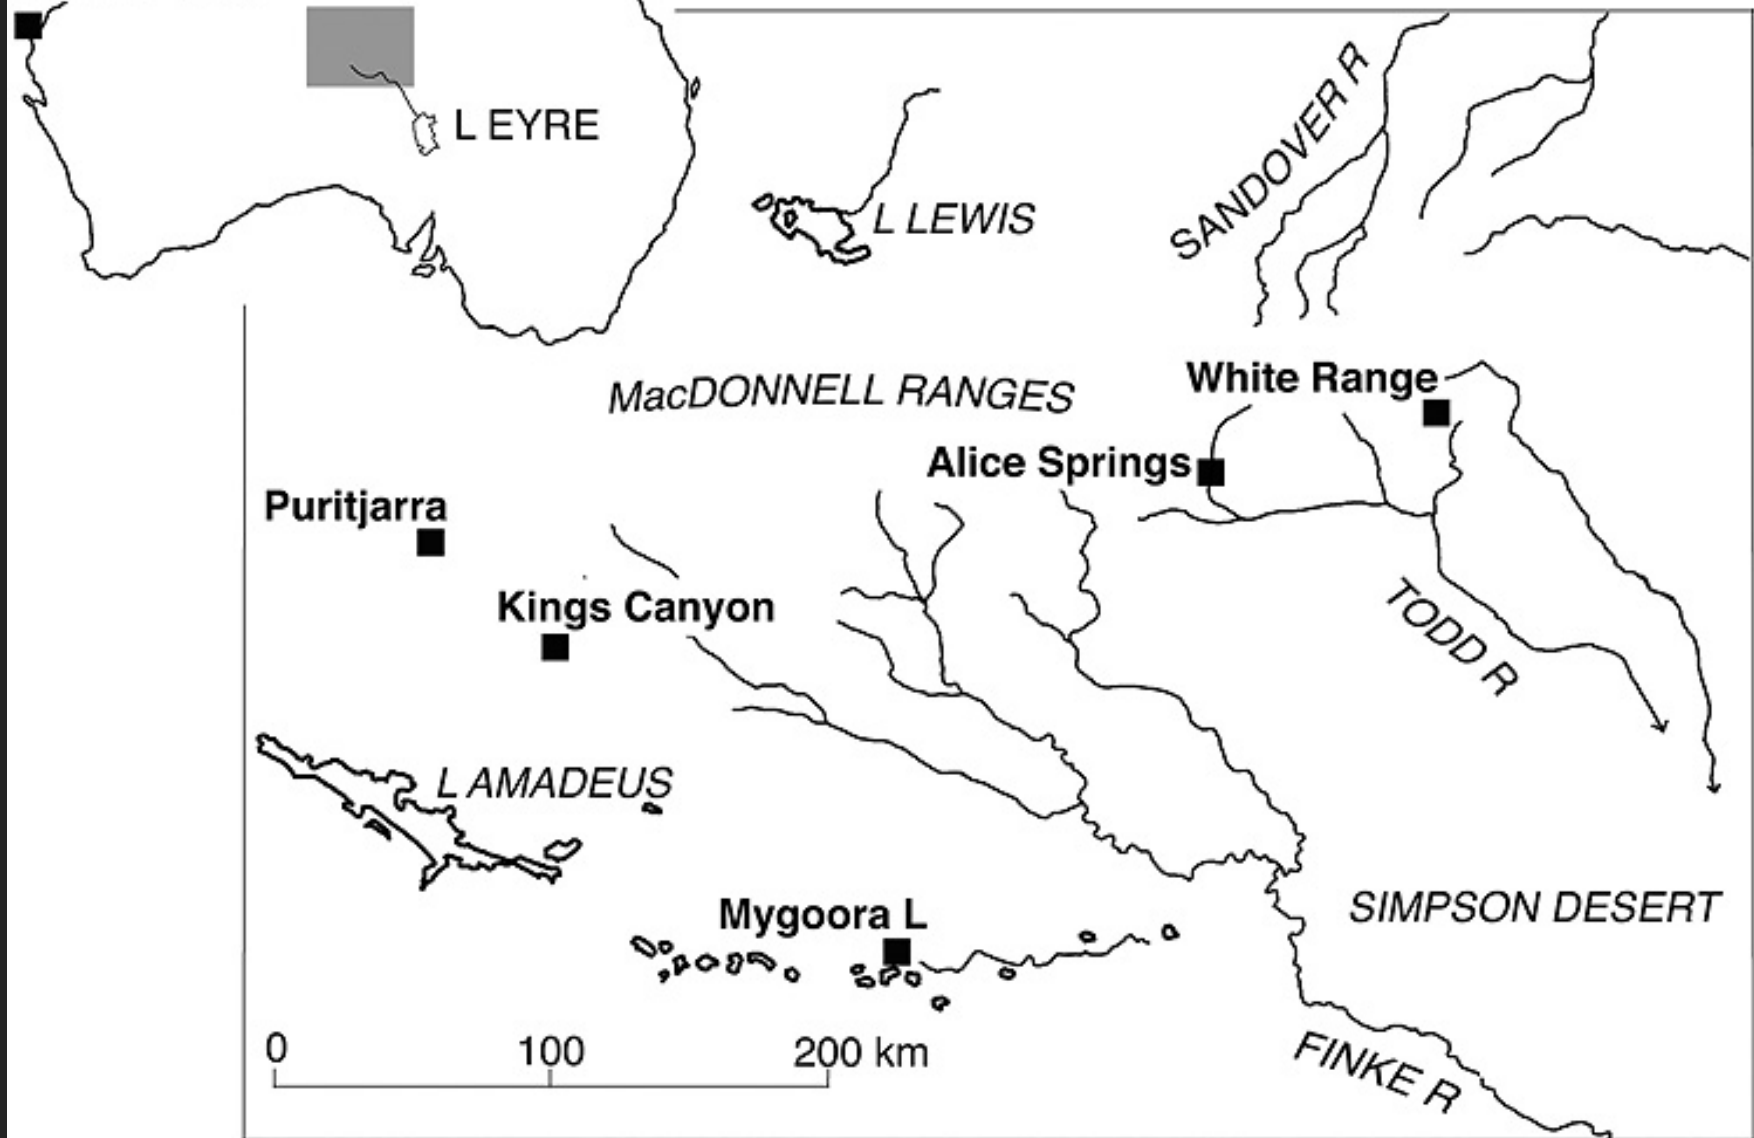 L EYRE
SANDOVER R
L LEWIS
MacDONNELL RANGES
White Range
Alice Springs
Puritjarra
Kings Canyon
TODD R
L AMADEUS
Mygoora L
SIMPSON DESERT
0 100 200 km
FINKE R